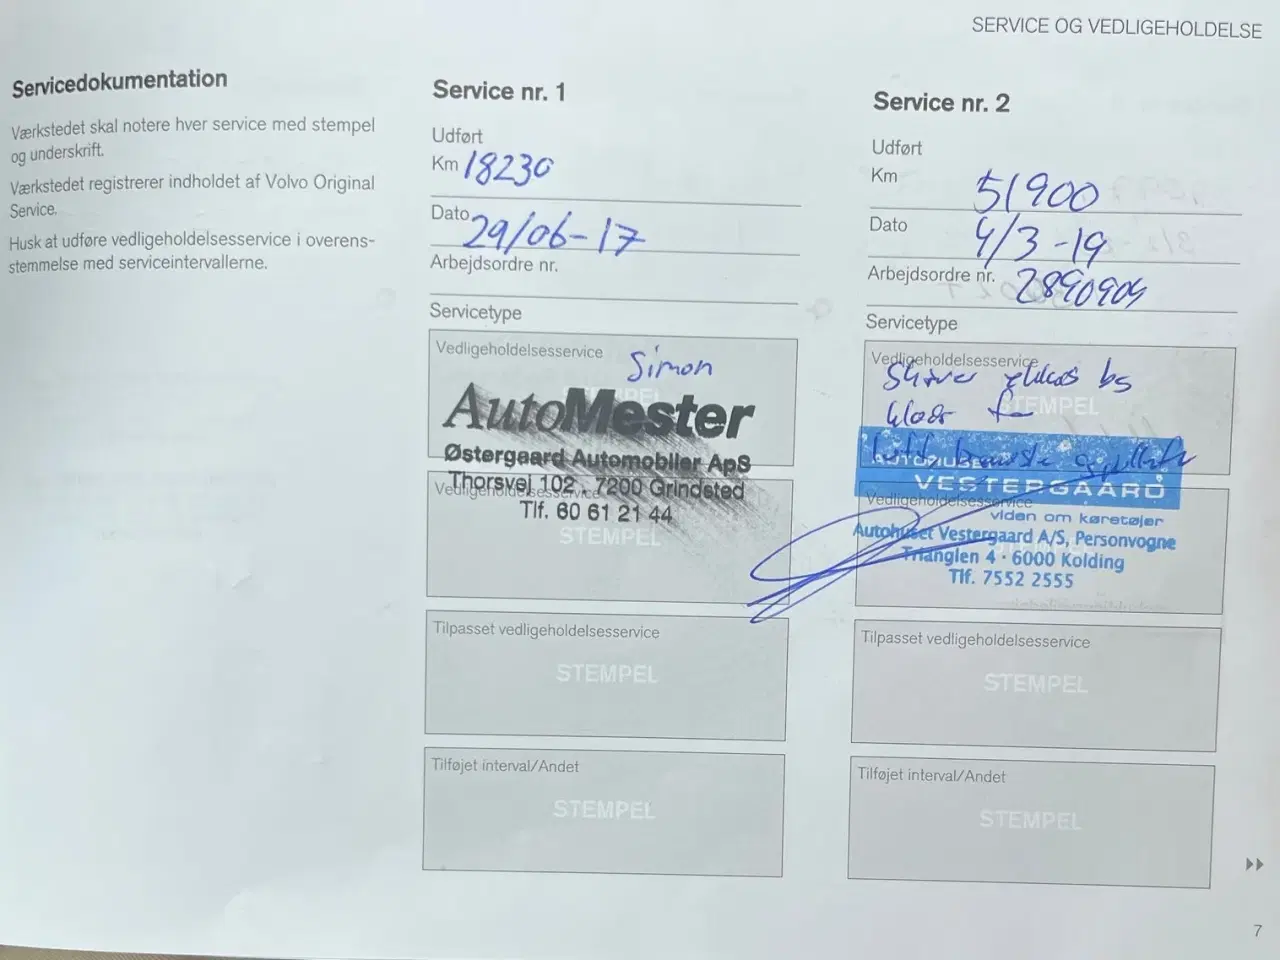 SERVICE OG VEDLIGEHOLDELSE
Servicedokumentation
Værkstedet skal notere hver service med stempel
og underskrift.
Værkstedet registrerer indholdet af Volvo Original
Service.
Husk at udføre vedligeholdelsesservice i overens-
stemmelse med serviceintervallerne.
Service nr. 1
Udført
Km 18230
Dato 29/06-17
Arbejdsordre nr.
Servicetype
Vedligeholdelsesservice
Simon
AutoMester
Østergaard Automobiler ApS
Thorsvej 102 . 7200 Grindsted
Vedligeholdelsesservice
Tlf. 60 61 21 44
STEMPEL
Tilpasset vedligeholdelsesservice
STEMPEL
Tilføjet interval/Andet
STEMPEL
Service nr. 2
Udført
Km 51900
Dato 4/3-19
Arbejdsordre nr. 2890904
Servicetype
Vedligeholdelsesservice
STEMPEL
VESTERGAARD
Vedligeholdelsesservice
viden om køretøjer
Autohuset Vestergaard A/S, Personvogne
Trianglen 4 · 6000 Kolding
Tlf. 7552 2555
Tilpasset vedligeholdelsesservice
STEMPEL
Tilføjet interval/Andet
STEMPEL
7